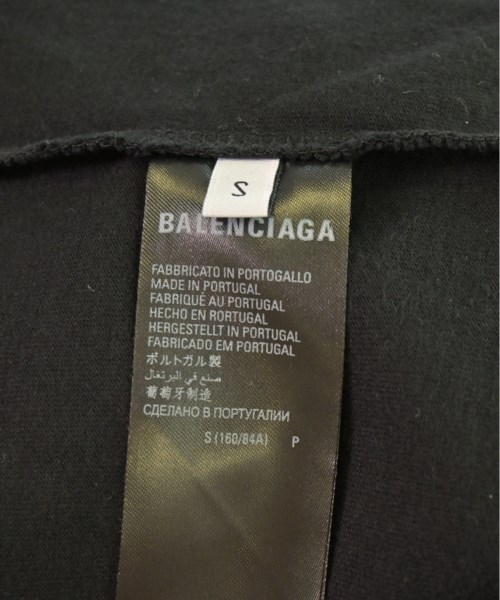 S
BALENCIAGA
FABBRICATO IN PORTOGALLO
MADE IN PORTUGAL
FABRIQUÉ AU PORTUGAL
HECHO EN RORTUGAL
HERGESTELLT IN PORTUGAL
FABRICADO EM PORTUGAL
ポルトガル製
صنع في البرتغال
葡萄牙制造
СДЕЛАНО В ПОРТУГАЛИИ
S (160/84A) P